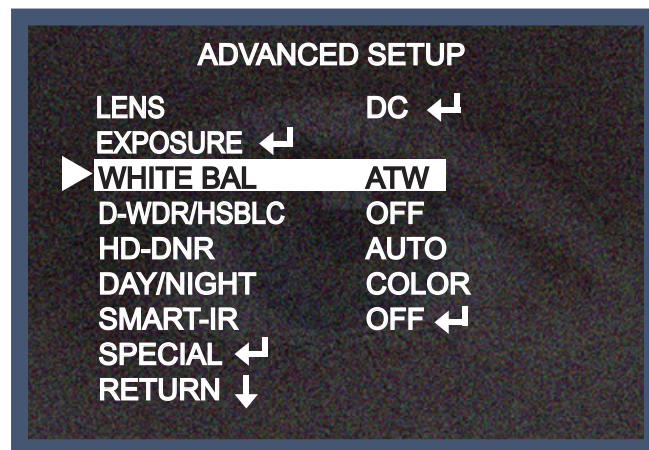 ADVANCED SETUP
LENS DC ↵
EXPOSURE ↵
WHITE BAL ATW
D-WDR/HSBLC OFF
HD-DNR AUTO
DAY/NIGHT COLOR
SMART-IR OFF ↵
SPECIAL ↵
RETURN ↓